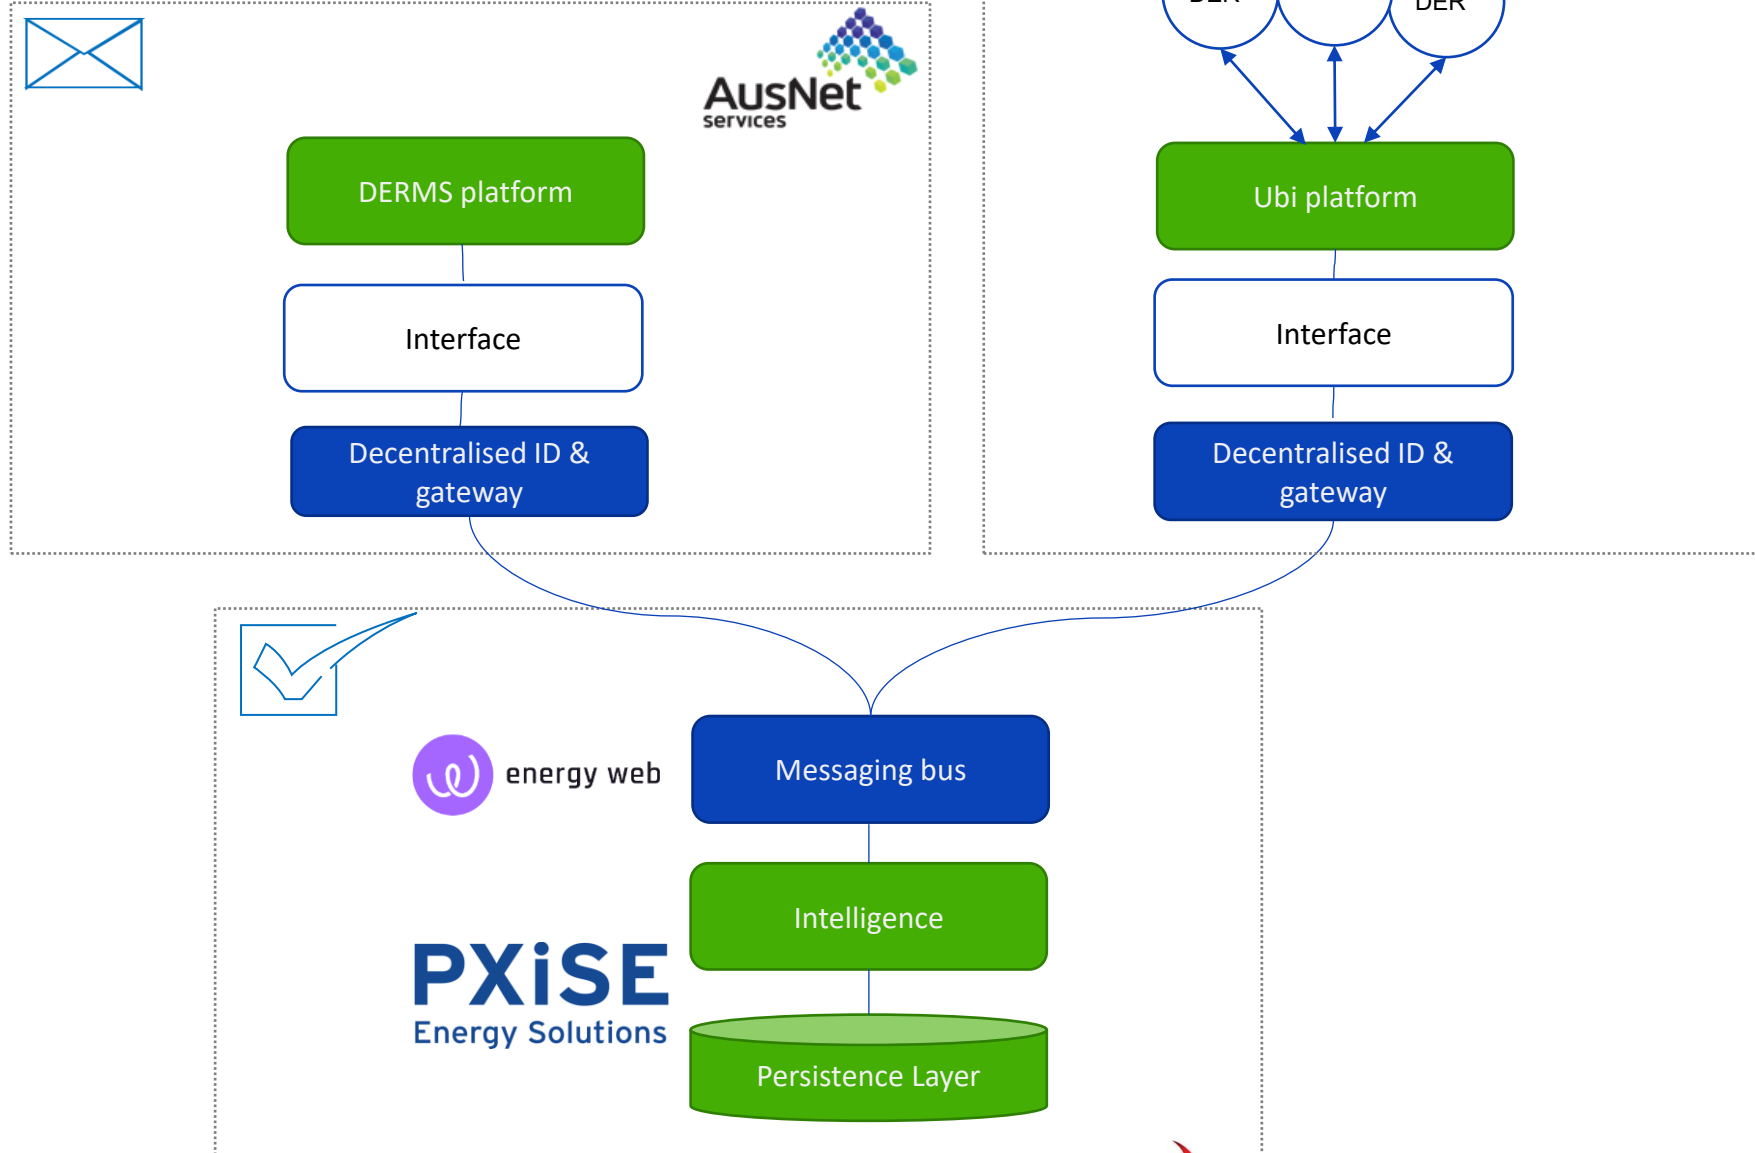 DER
DER
AusNet
services
DERMS platform
Ubi platform
Interface
Interface
Decentralised ID &
gateway
Decentralised ID &
gateway
energy web
Messaging bus
Intelligence
PXiSE
Energy Solutions
Persistence Layer